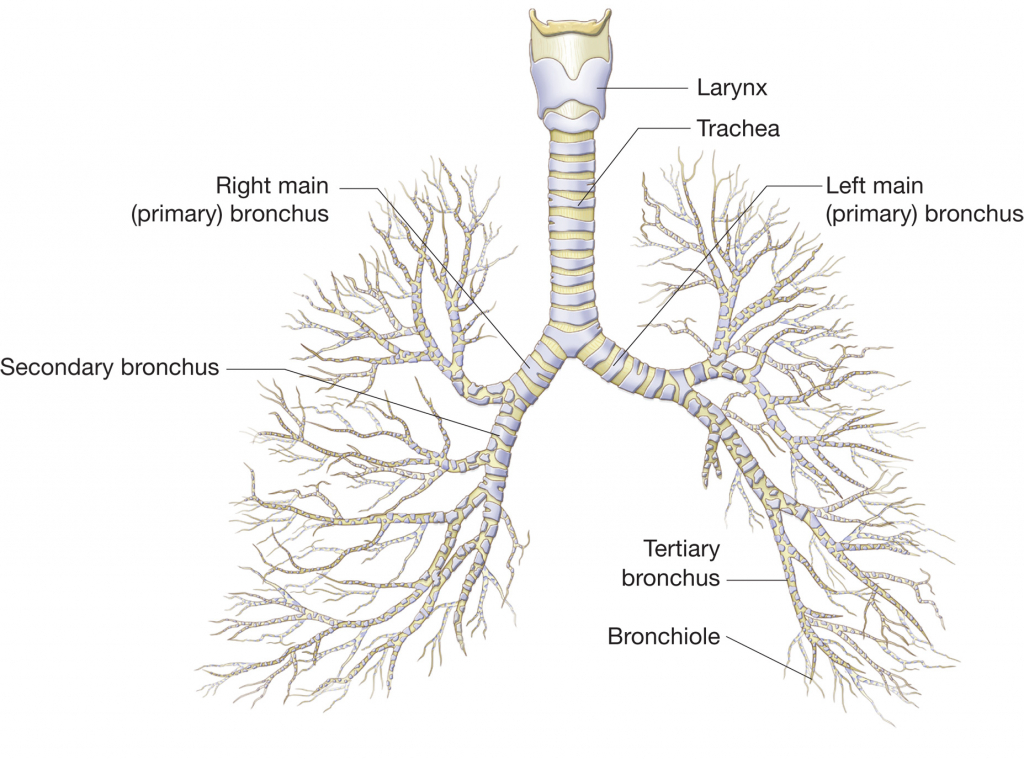 Larynx
Trachea
Right main
(primary) bronchus
Left main
(primary) bronchus
Secondary bronchus
Tertiary
bronchus
Bronchiole